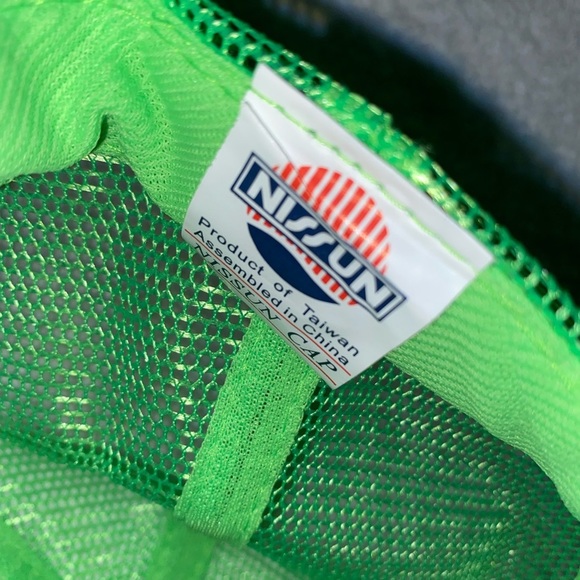 NISSUN
Product of Taiwan
Assembled in China
NISSUN CAP